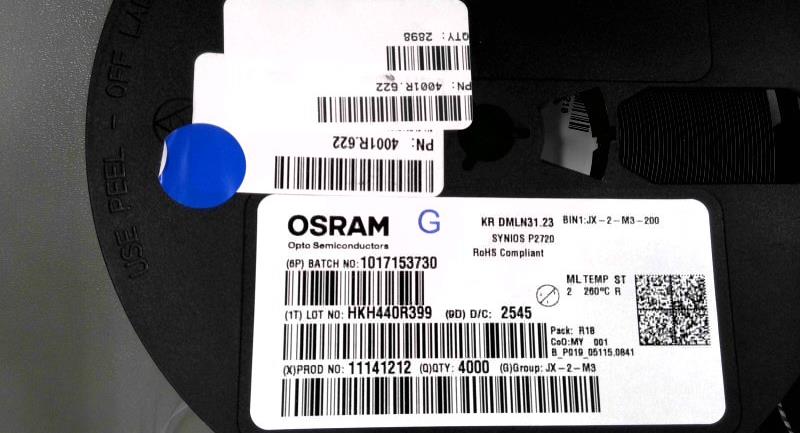 USE PEEL - OFF LA
QTY: 2898
PN: 4001R.622
PN: 4001R.622
OSRAM G
Opto Semiconductors
KR DMLN31.23 BIN1:JX-2-M3-200
SYNIOS P2720
RoHS Compliant
(6P) BATCH NO: 1017153730
ML TEMP ST
2 260°C R
(1T) LOT NO: HKH440R399 (9D) D/C: 2545
Pack: R18
CoO:MY 001
B_P019_05115.0841
(X)PROD NO: 11141212 (Q)QTY: 4000 (G)Group: JX-2-M3